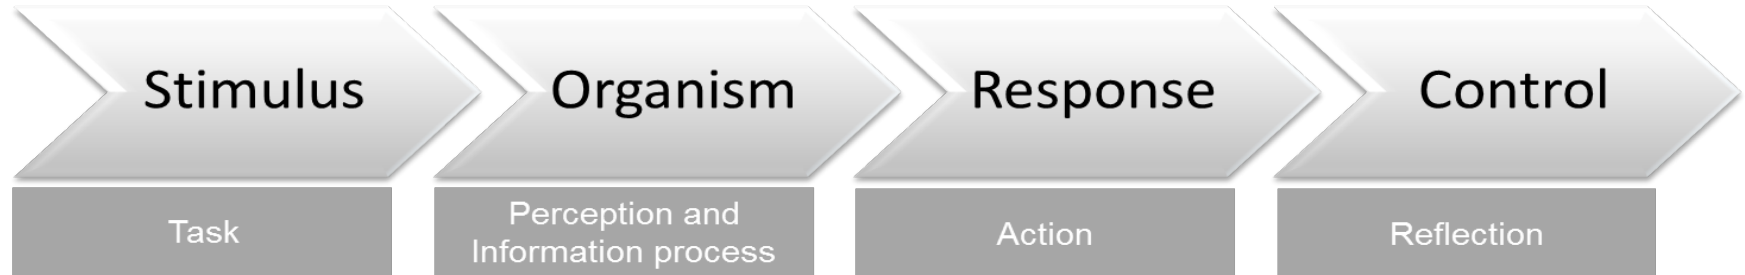 Stimulus
Organism
Response
Control
Task
Perception and
Information process
Action
Reflection